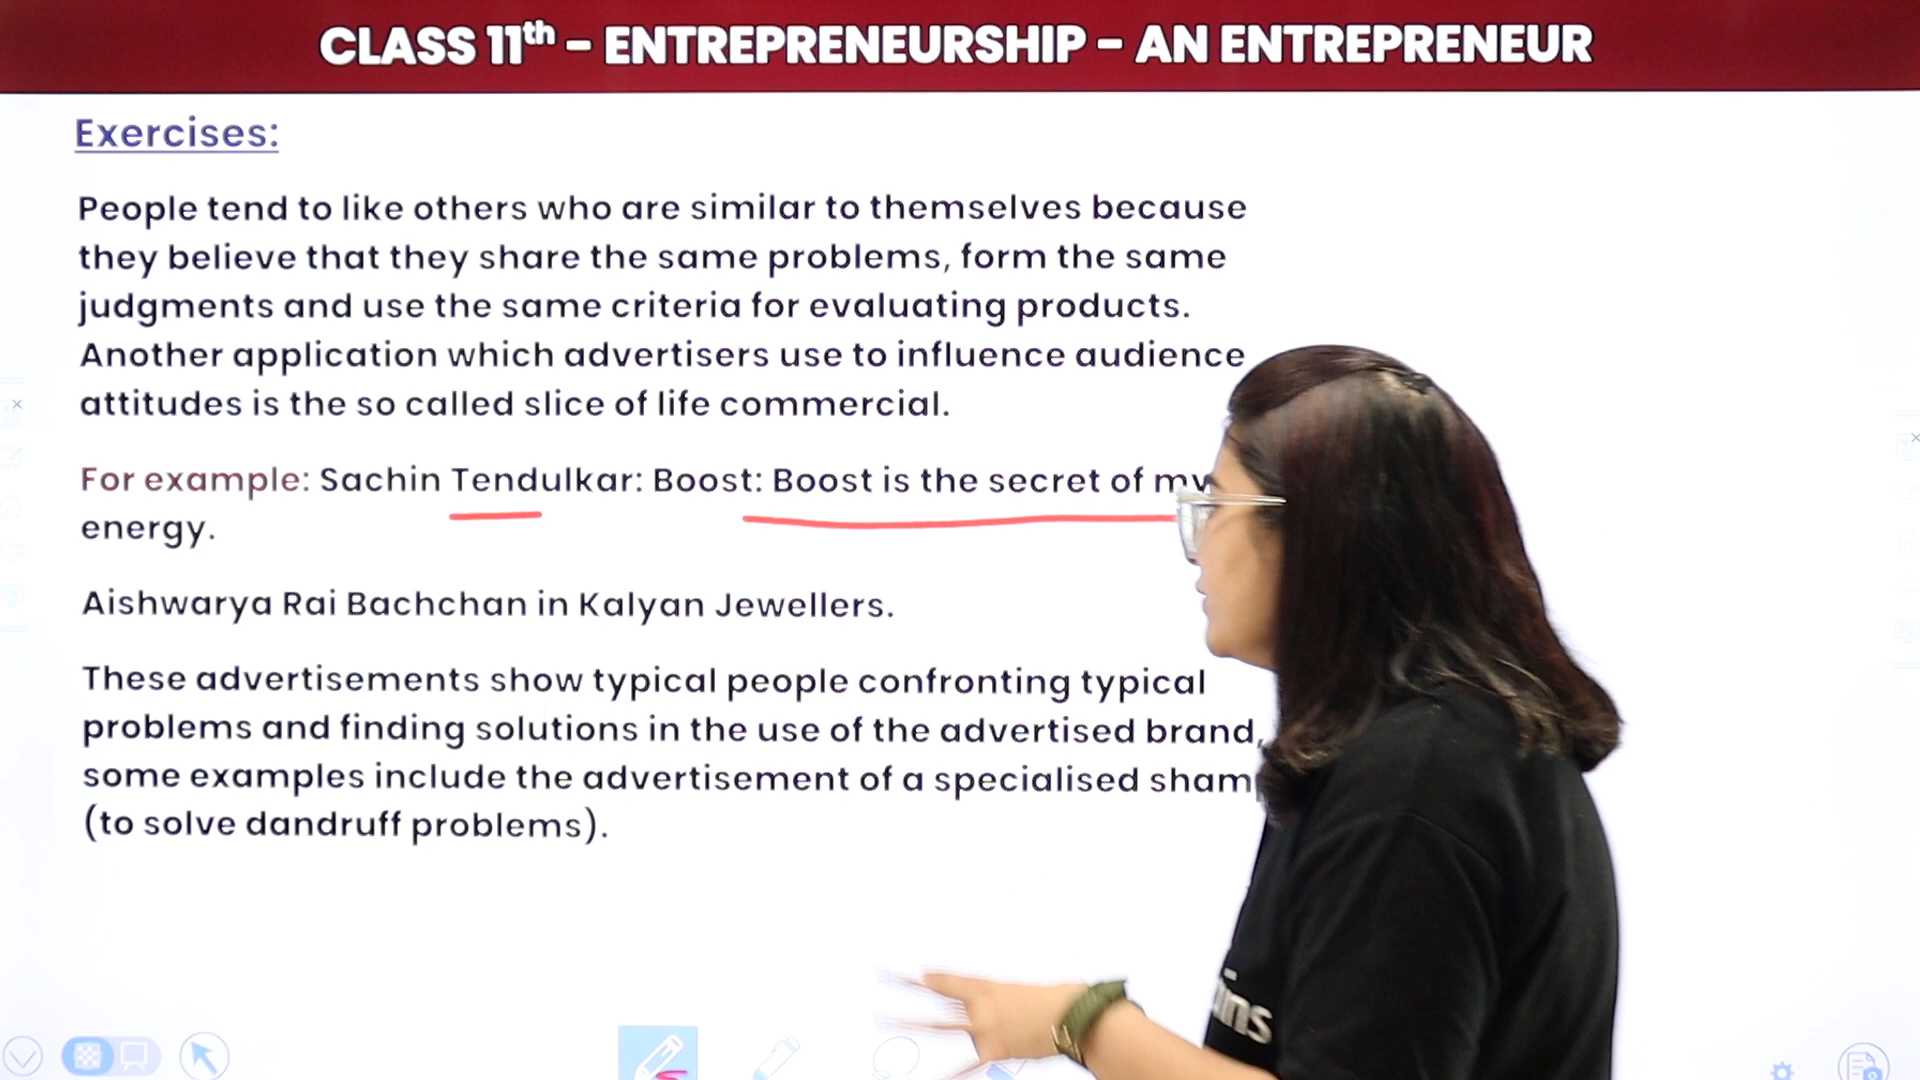 CLASS 11th – ENTREPRENEURSHIP – AN ENTREPRENEUR
Exercises:
People tend to like others who are similar to themselves because
they believe that they share the same problems, form the same
judgments and use the same criteria for evaluating products.
Another application which advertisers use to influence audience
attitudes is the so called slice of life commercial.
For example: Sachin Tendulkar: Boost: Boost is the secret of my
energy.
Aishwarya Rai Bachchan in Kalyan Jewellers.
These advertisements show typical people confronting typical
problems and finding solutions in the use of the advertised brand,
some examples include the advertisement of a specialised
(to solve dandruff problems).